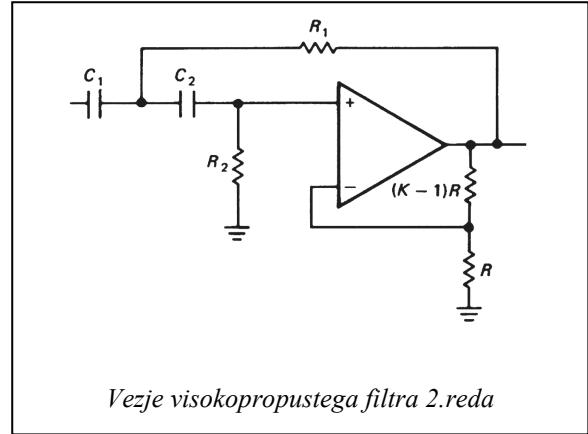 R₁
C₁ C₂
+
R₂
−
(K − 1)R
R
Vezje visokopropustega filtra 2.reda